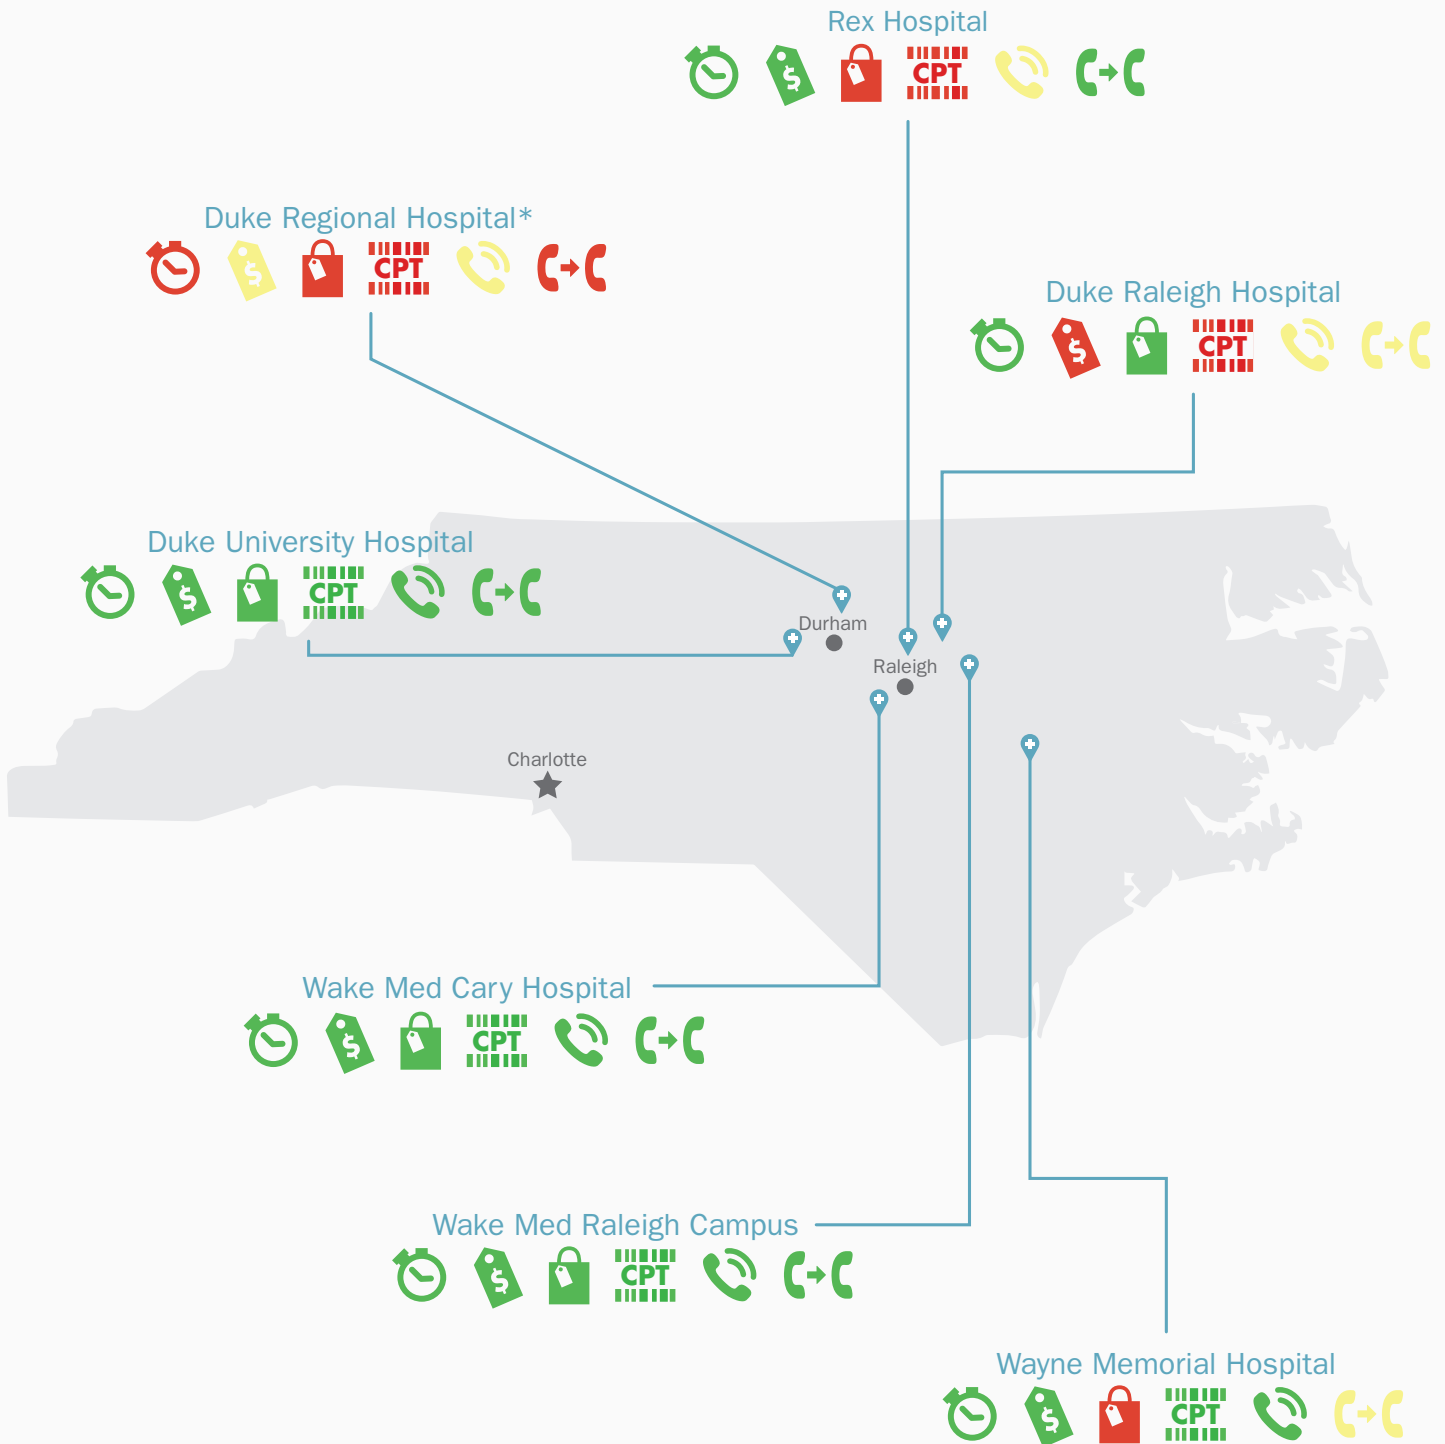 Rex Hospital
$
CPT
Duke Regional Hospital*
$
CPT
Duke Raleigh Hospital
$
CPT
Duke University Hospital
$
CPT
Durham
Raleigh
Charlotte
Wake Med Cary Hospital
$
CPT
Wake Med Raleigh Campus
$
CPT
Wayne Memorial Hospital
$
CPT